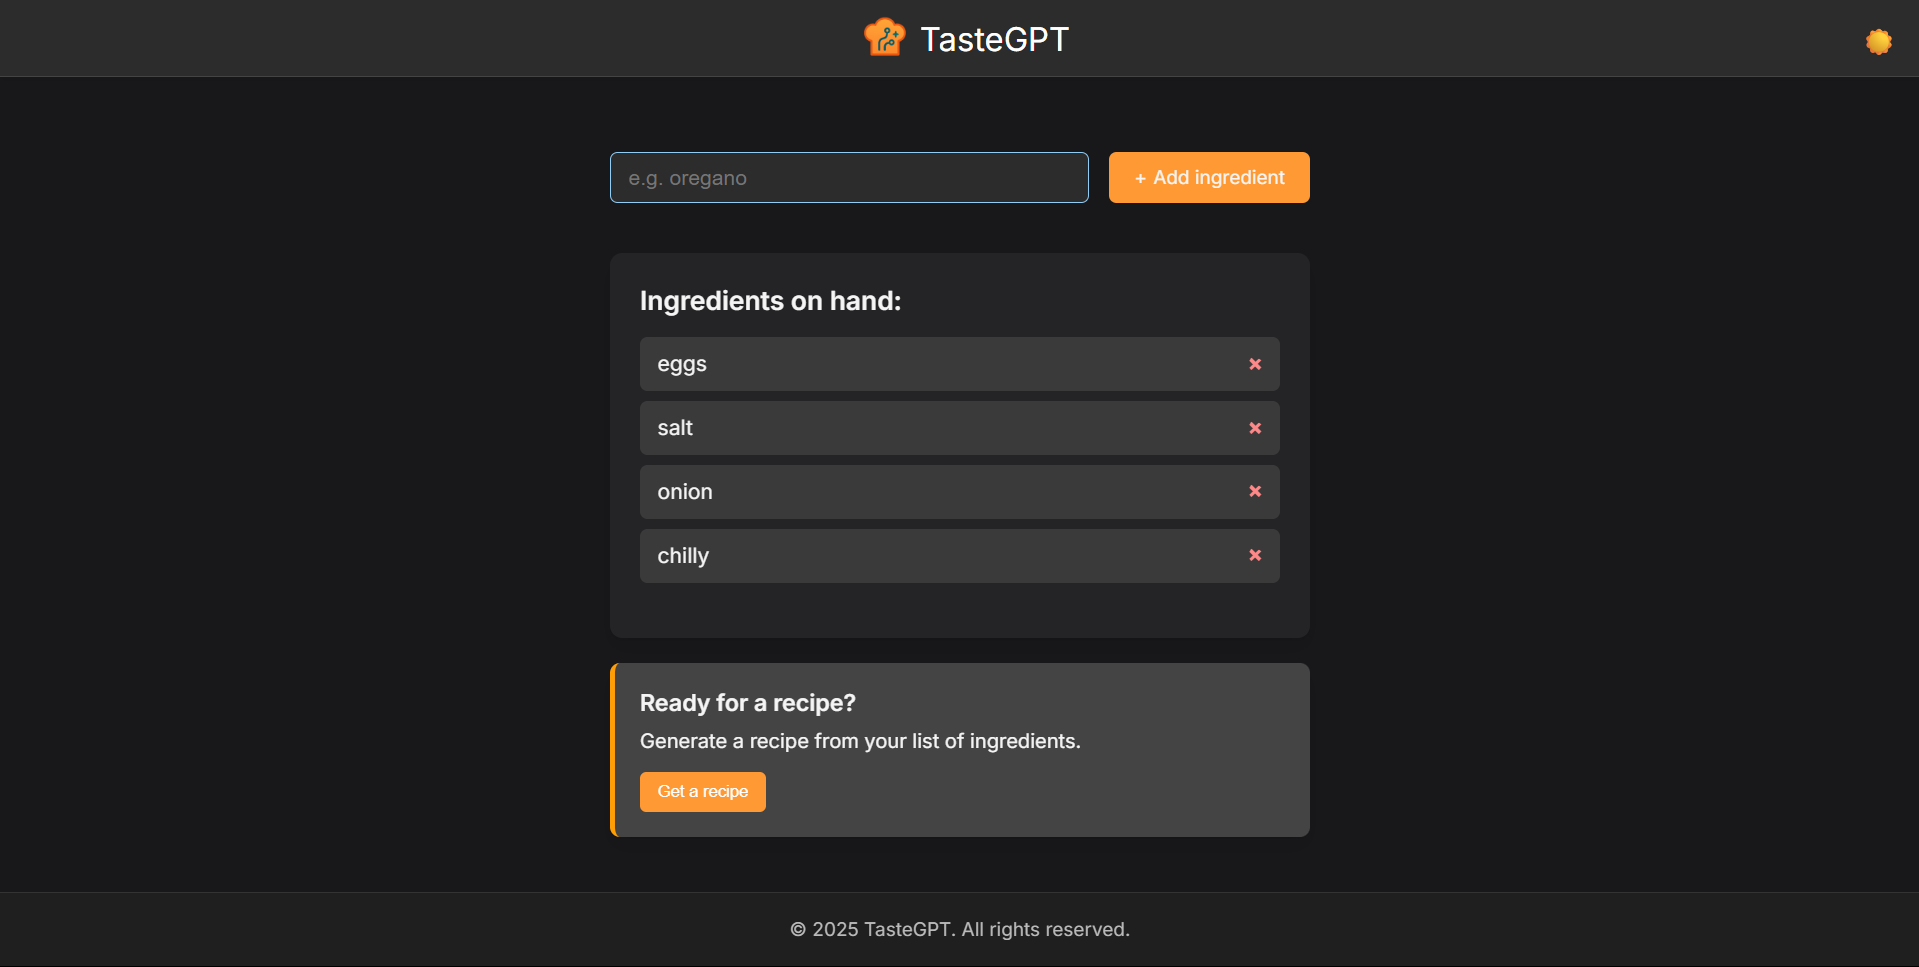 TasteGPT
e.g. oregano
+ Add ingredient
Ingredients on hand:
eggs
salt
onion
chilly
Ready for a recipe?
Generate a recipe from your list of ingredients.
Get a recipe
© 2025 TasteGPT. All rights reserved.